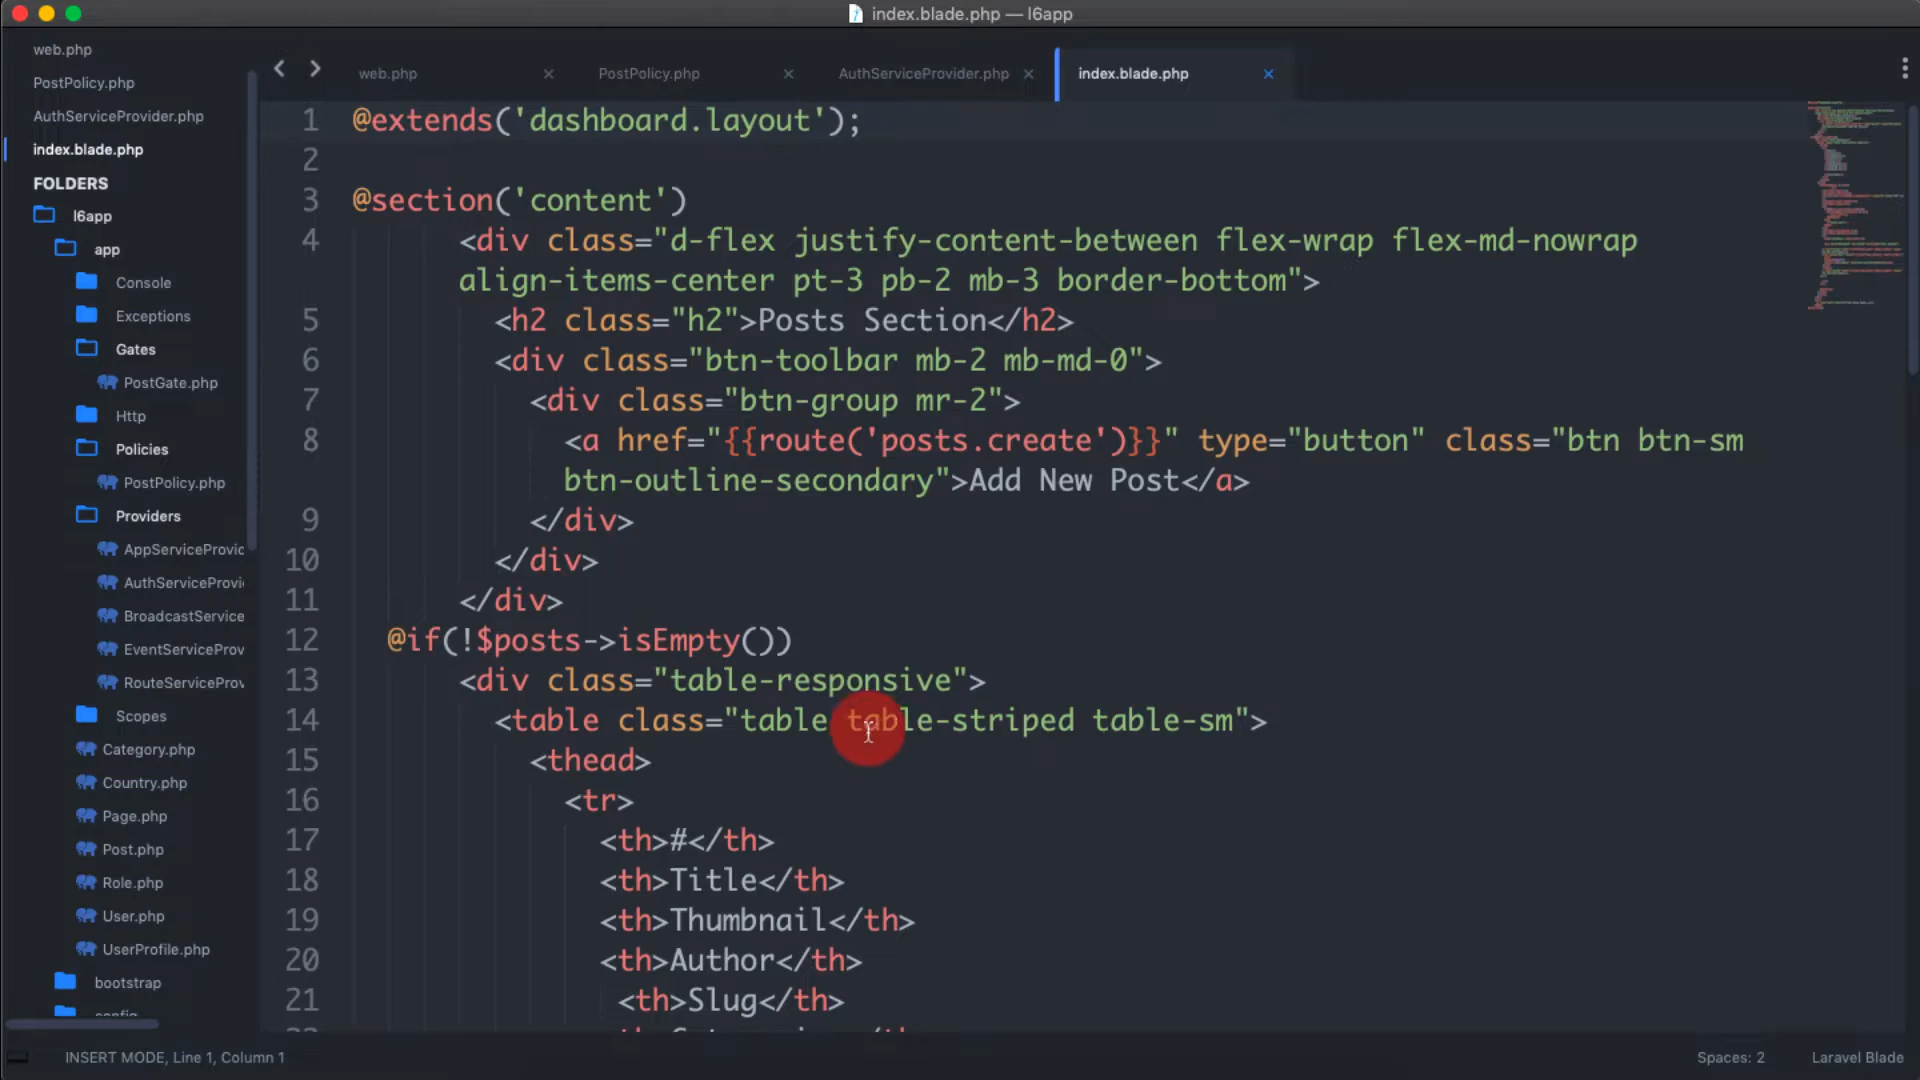 index.blade.php — l6app
web.php
PostPolicy.php
AuthServiceProvider.php
index.blade.php
FOLDERS
l6app
app
Console
Exceptions
Gates
PostGate.php
Http
Policies
PostPolicy.php
Providers
AppServiceProvic
AuthServiceProvi
BroadcastService
EventServiceProv
RouteServiceProv
Scopes
Category.php
Country.php
Page.php
Post.php
Role.php
User.php
UserProfile.php
bootstrap
config
web.php × PostPolicy.php × AuthServiceProvider.php × index.blade.php ×
1 @extends('dashboard.layout');
2
3 @section('content')
4 <div class="d-flex justify-content-between flex-wrap flex-md-nowrap
align-items-center pt-3 pb-2 mb-3 border-bottom">
5 <h2 class="h2">Posts Section</h2>
6 <div class="btn-toolbar mb-2 mb-md-0">
7 <div class="btn-group mr-2">
8 <a href="{{route('posts.create')}}" type="button" class="btn btn-sm
btn-outline-secondary">Add New Post</a>
9 </div>
10 </div>
11 </div>
12 @if(!$posts->isEmpty())
13 <div class="table-responsive">
14 <table class="table table-striped table-sm">
15 <thead>
16 <tr>
17 <th>#</th>
18 <th>Title</th>
19 <th>Thumbnail</th>
20 <th>Author</th>
21 <th>Slug</th>
INSERT MODE, Line 1, Column 1
Spaces: 2
Laravel Blade